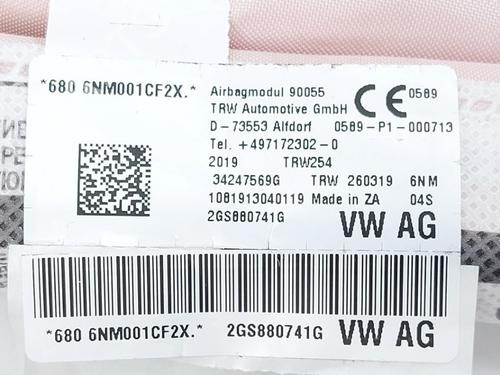 *680 6NM001CF2X.*
Airbagmodul 90055
TRW Automotive GmbH
CE 0589
D-73553 Alfdorf 0589-P1-000713
Tel. +497172302-0
2019 TRW254
34247569G TRW 260319 6NM
1081913040119 Made in ZA 04S
2GS880741G VW AG
*680 6NM001CF2X.* 2GS880741G VW AG